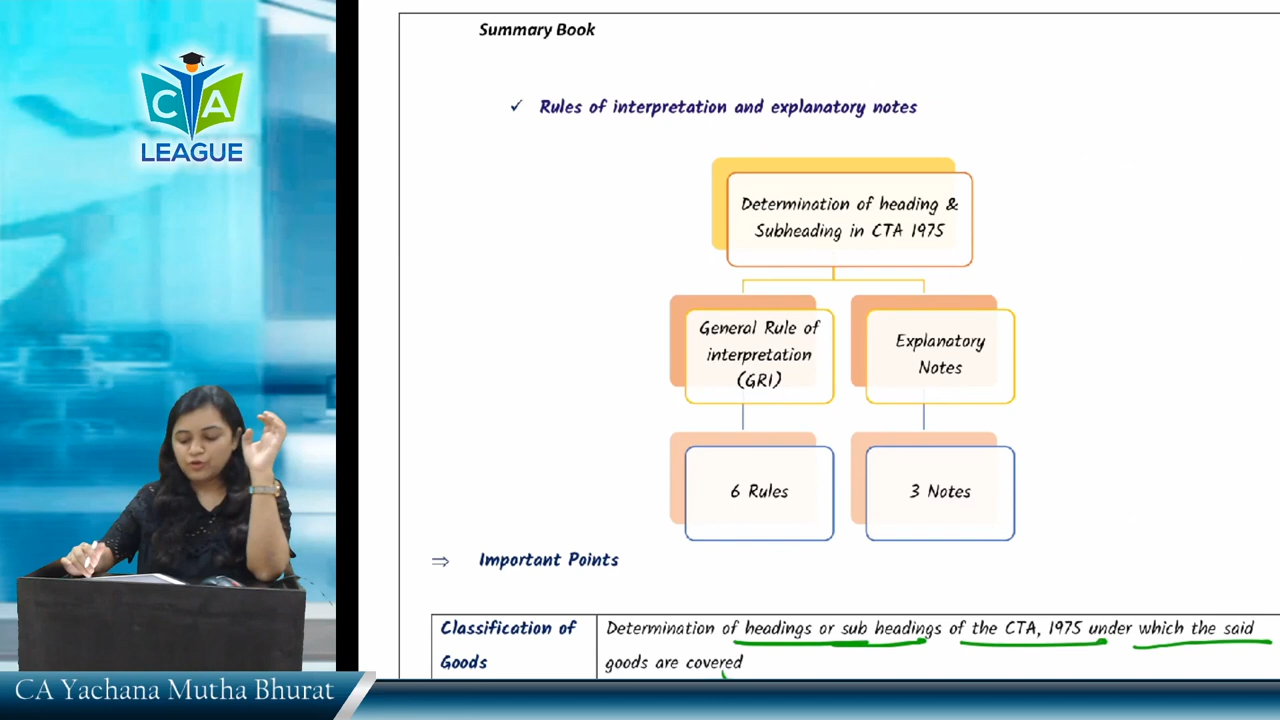 Summary Book
✓ Rules of interpretation and explanatory notes
Determination of heading &
Subheading in CTA 1975
General Rule of
interpretation
(GRI)
Explanatory
Notes
6 Rules
3 Notes
⇒ Important Points
Classification of
Goods
Determination of headings or sub headings of the CTA, 1975 under which the said
goods are covered
CTA
LEAGUE
CA Yachana Mutha Bhurat